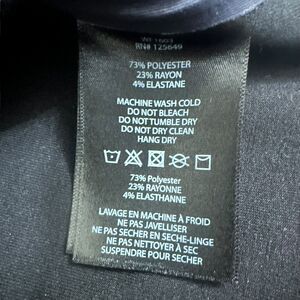 RN# 125649
73% POLYESTER
23% RAYON
4% ELASTANE
MACHINE WASH COLD
DO NOT BLEACH
DO NOT TUMBLE DRY
DO NOT DRY CLEAN
HANG DRY
73% Polyester
23% RAYONNE
4% ELASTHANNE
LAVAGE EN MACHINE À FROID
NE PAS JAVELLISER
NE PAS SECHER EN SECHE-LINGE
NE PAS NETTOYER À SEC
SUSPENDRE POUR SECHER